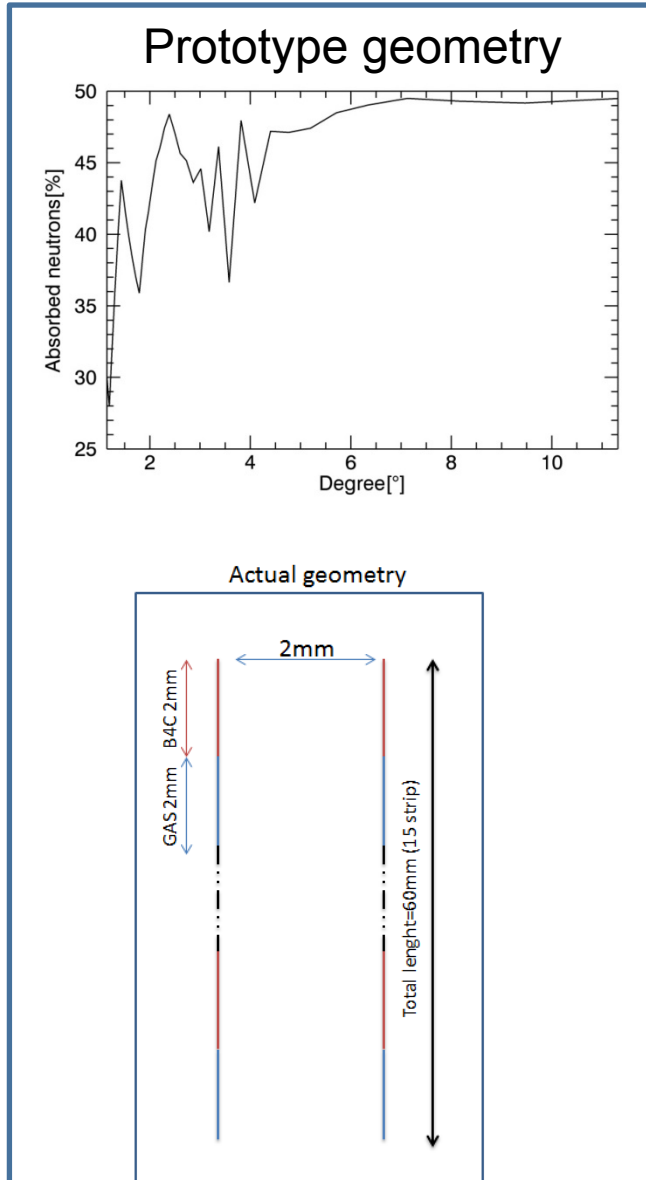 Prototype geometry
50
45
40
35
30
25
Absorbed neutrons[%]
2 4 6 8 10
Degree[°]
Actual geometry
2mm
B4C 2mm
GAS 2mm
Total lenght=60mm (15 strip)